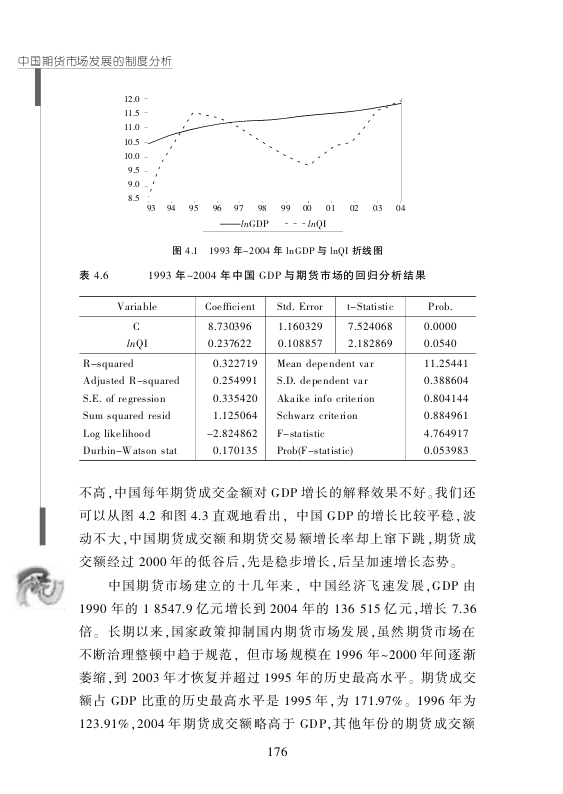 中国期货市场发展的制度分析
12.0
11.5
11.0
10.5
10.0
9.5
9.0
8.5
93 94 95 96 97 98 99 00 01 02 03 04
lnGDP lnQI
图 4.1 1993 年~2004 年 lnGDP 与 lnQI 折线图
表 4.6 1993 年~2004 年中国 GDP 与期货市场的回归分析结果
Variable Coefficient Std. Error t-Statistic Prob.
C 8.730396 1.160329 7.524068 0.0000
lnQI 0.237622 0.108857 2.182869 0.0540
R-squared 0.322719 Mean dependent var 11.25441
Adjusted R-squared 0.254991 S.D. dependent var 0.388604
S.E. of regression 0.335420 Akaike info criterion 0.804144
Sum squared resid 1.125064 Schwarz criterion 0.884961
Log likelihood -2.824862 F-statistic 4.764917
Durbin-Watson stat 0.170135 Prob(F-statistic) 0.053983
不高,中国每年期货成交金额对 GDP 增长的解释效果不好。我们还
可以从图 4.2 和图 4.3 直观地看出，中国 GDP 的增长比较平稳,波
动不大,中国期货成交额和期货交易额增长率却上窜下跳,期货成
交额经过 2000 年的低谷后,先是稳步增长,后呈加速增长态势。
中国期货市场建立的十几年来，中国经济飞速发展,GDP 由
1990 年的 1 8547.9 亿元增长到 2004 年的 136 515 亿元,增长 7.36
倍。长期以来,国家政策抑制国内期货市场发展,虽然期货市场在
不断治理整顿中趋于规范，但市场规模在 1996 年~2000 年间逐渐
萎缩,到 2003 年才恢复并超过 1995 年的历史最高水平。期货成交
额占 GDP 比重的历史最高水平是 1995 年,为 171.97%。1996 年为
123.91%,2004 年期货成交额略高于 GDP,其他年份的期货成交额
176